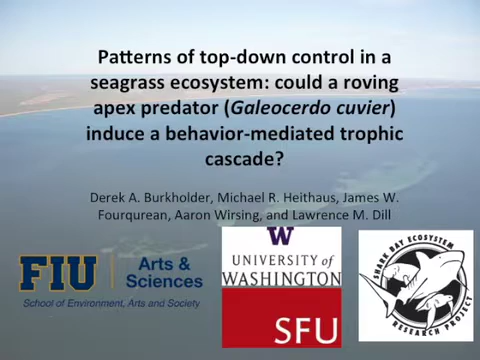 Patterns of top-down control in a
seagrass ecosystem: could a roving
apex predator (Galeocerdo cuvier)
induce a behavior-mediated trophic
cascade?
Derek A. Burkholder, Michael R. Heithaus, James W.
Fourqurean, Aaron Wirsing, and Lawrence M. Dill
FIU
Arts &
Sciences
School of Environment, Arts and Society
W
UNIVERSITY of
WASHINGTON
SFU
SHARK BAY ECOSYSTEM
RESEARCH PROJECT